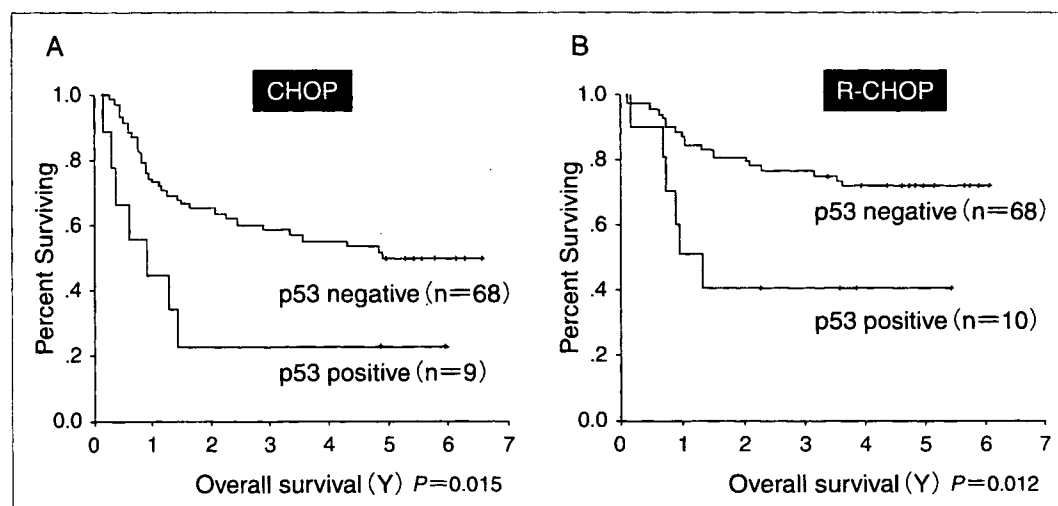 A
CHOP
Percent Surviving
1.0
.8
.6
.4
.2
0.0
p53 negative (n=68)
p53 positive (n=9)
0 1 2 3 4 5 6 7
Overall survival (Y) P=0.015
B
R-CHOP
Percent Surviving
1.0
.8
.6
.4
.2
0.0
p53 negative (n=68)
p53 positive (n=10)
0 1 2 3 4 5 6 7
Overall survival (Y) P=0.012